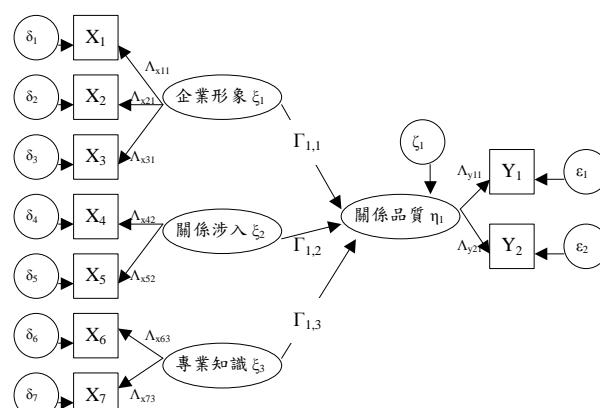 δ1 X1 Λx11
δ2 X2 Λx21 企業形象 ξ1
δ3 X3 Λx31 Γ1,1
ζ1
δ4 X4 Λx42 關係涉入 ξ2 Γ1,2
δ5 X5 Λx52
關係品質 η1 Λy11 Y1 ε1
Λy21 Y2 ε2
δ6 X6 Λx63 Γ1,3
δ7 X7 Λx73 專業知識 ξ3